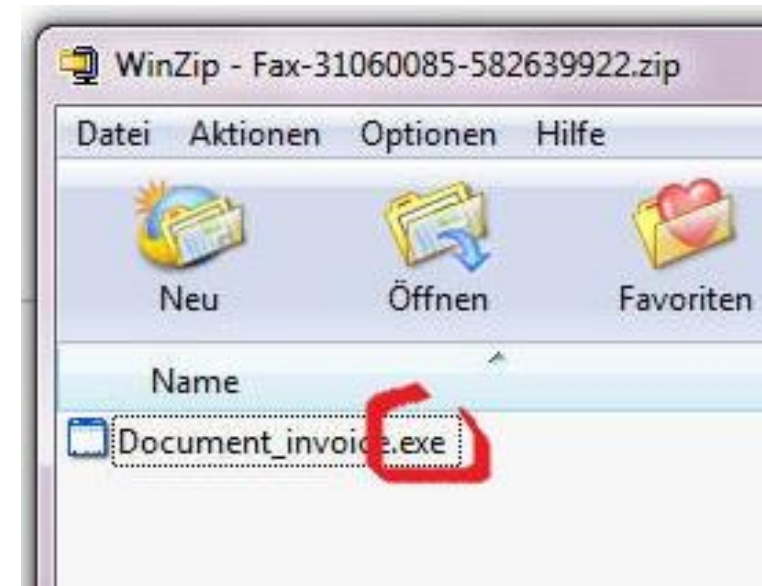 WinZip - Fax-31060085-582639922.zip
Datei Aktionen Optionen Hilfe
Neu Öffnen Favoriten
Name
Document_invoice.exe